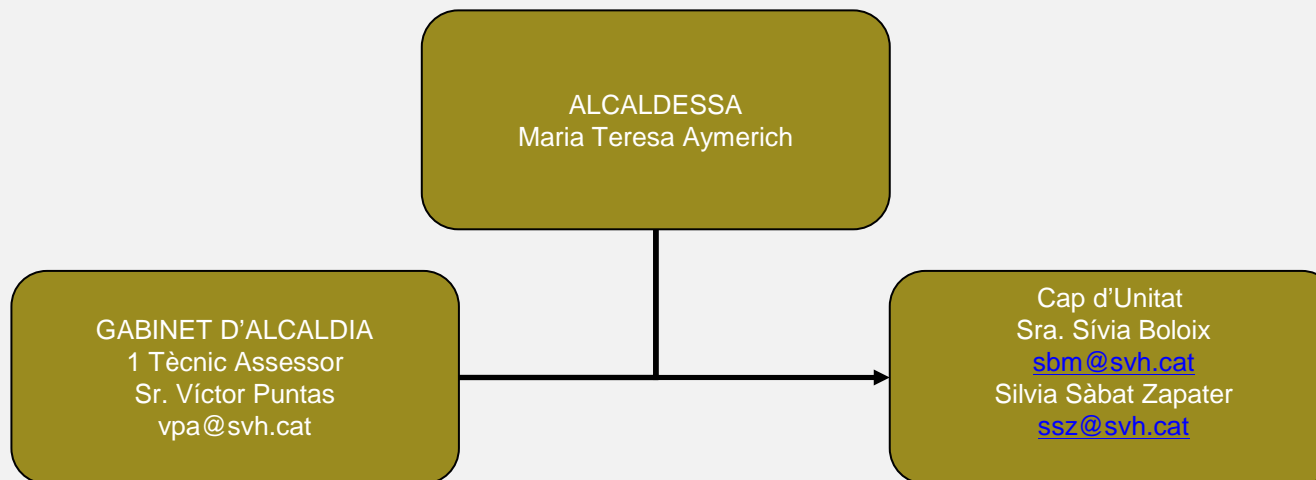 ALCALDESSA
Maria Teresa Aymerich
GABINET D’ALCALDIA
1 Tècnic Assessor
Sr. Víctor Puntas
vpa@svh.cat
Cap d’Unitat
Sra. Sívia Boloix
sbm@svh.cat
Silvia Sàbat Zapater
ssz@svh.cat